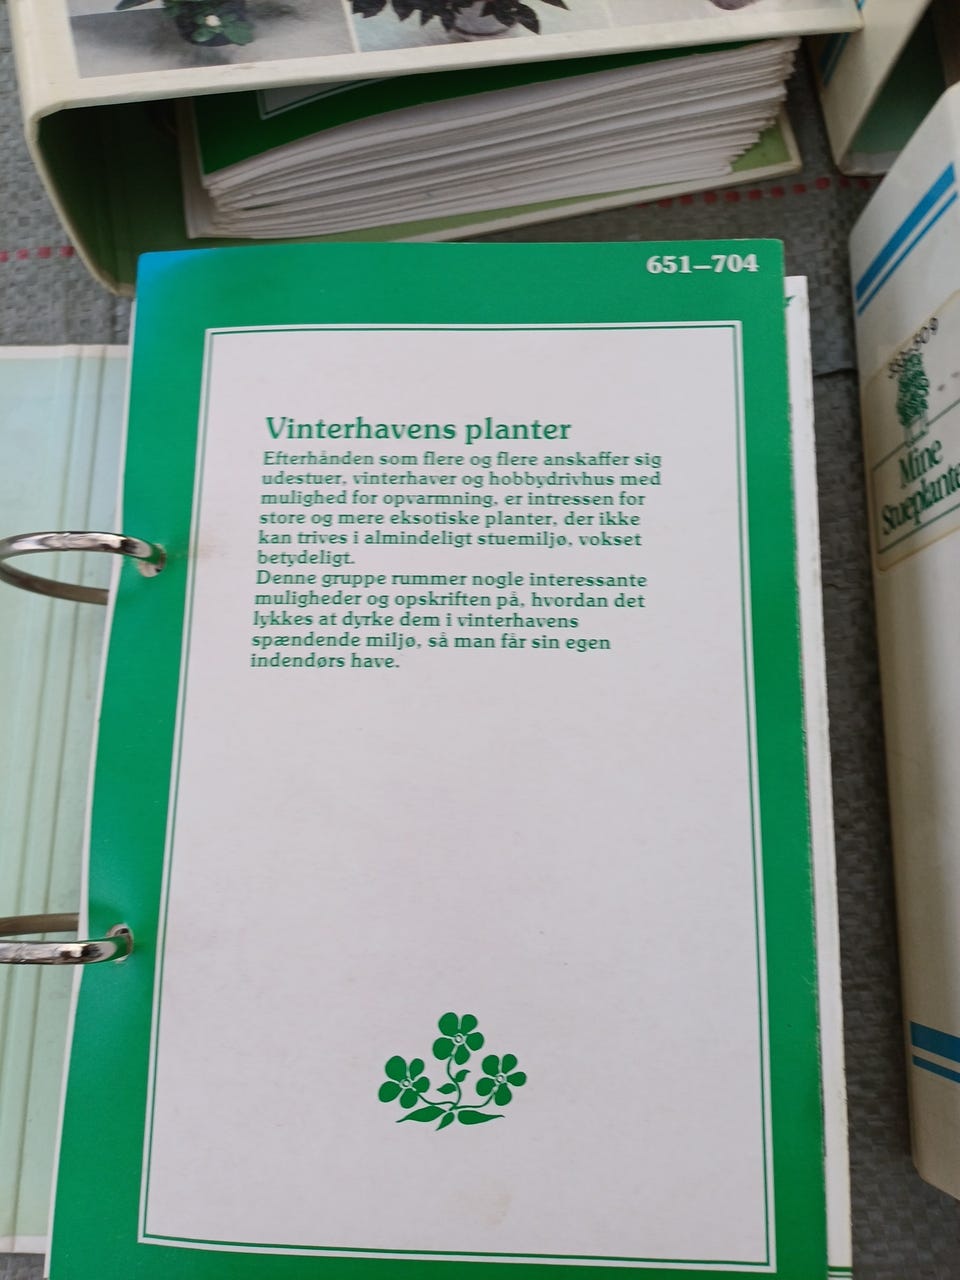 651–704
Vinterhavens planter
Efterhånden som flere og flere anskaffer sig
udestuer, vinterhaver og hobbydrivhus med
mulighed for opvarmning, er intressen for
store og mere eksotiske planter, der ikke
kan trives i almindeligt stuemiljø, vokset
betydeligt.
Denne gruppe rummer nogle interessante
muligheder og opskriften på, hvordan det
lykkes at dyrke dem i vinterhavens
spændende miljø, så man får sin egen
indendørs have.
Mine